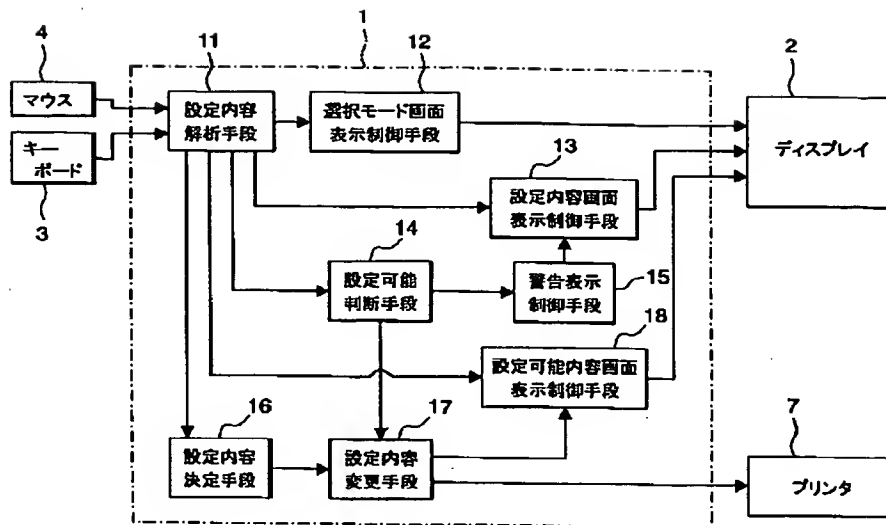 1
4
11
12
2
マウス
設定内容
解析手段
選択モード画面
表示制御手段
ディスプレイ
キー
ボード
3
13
設定内容画面
表示制御手段
14
設定可能
判断手段
警告表示
制御手段
15
18
設定可能内容画面
表示制御手段
16
17
7
設定内容
決定手段
設定内容
変更手段
プリンタ